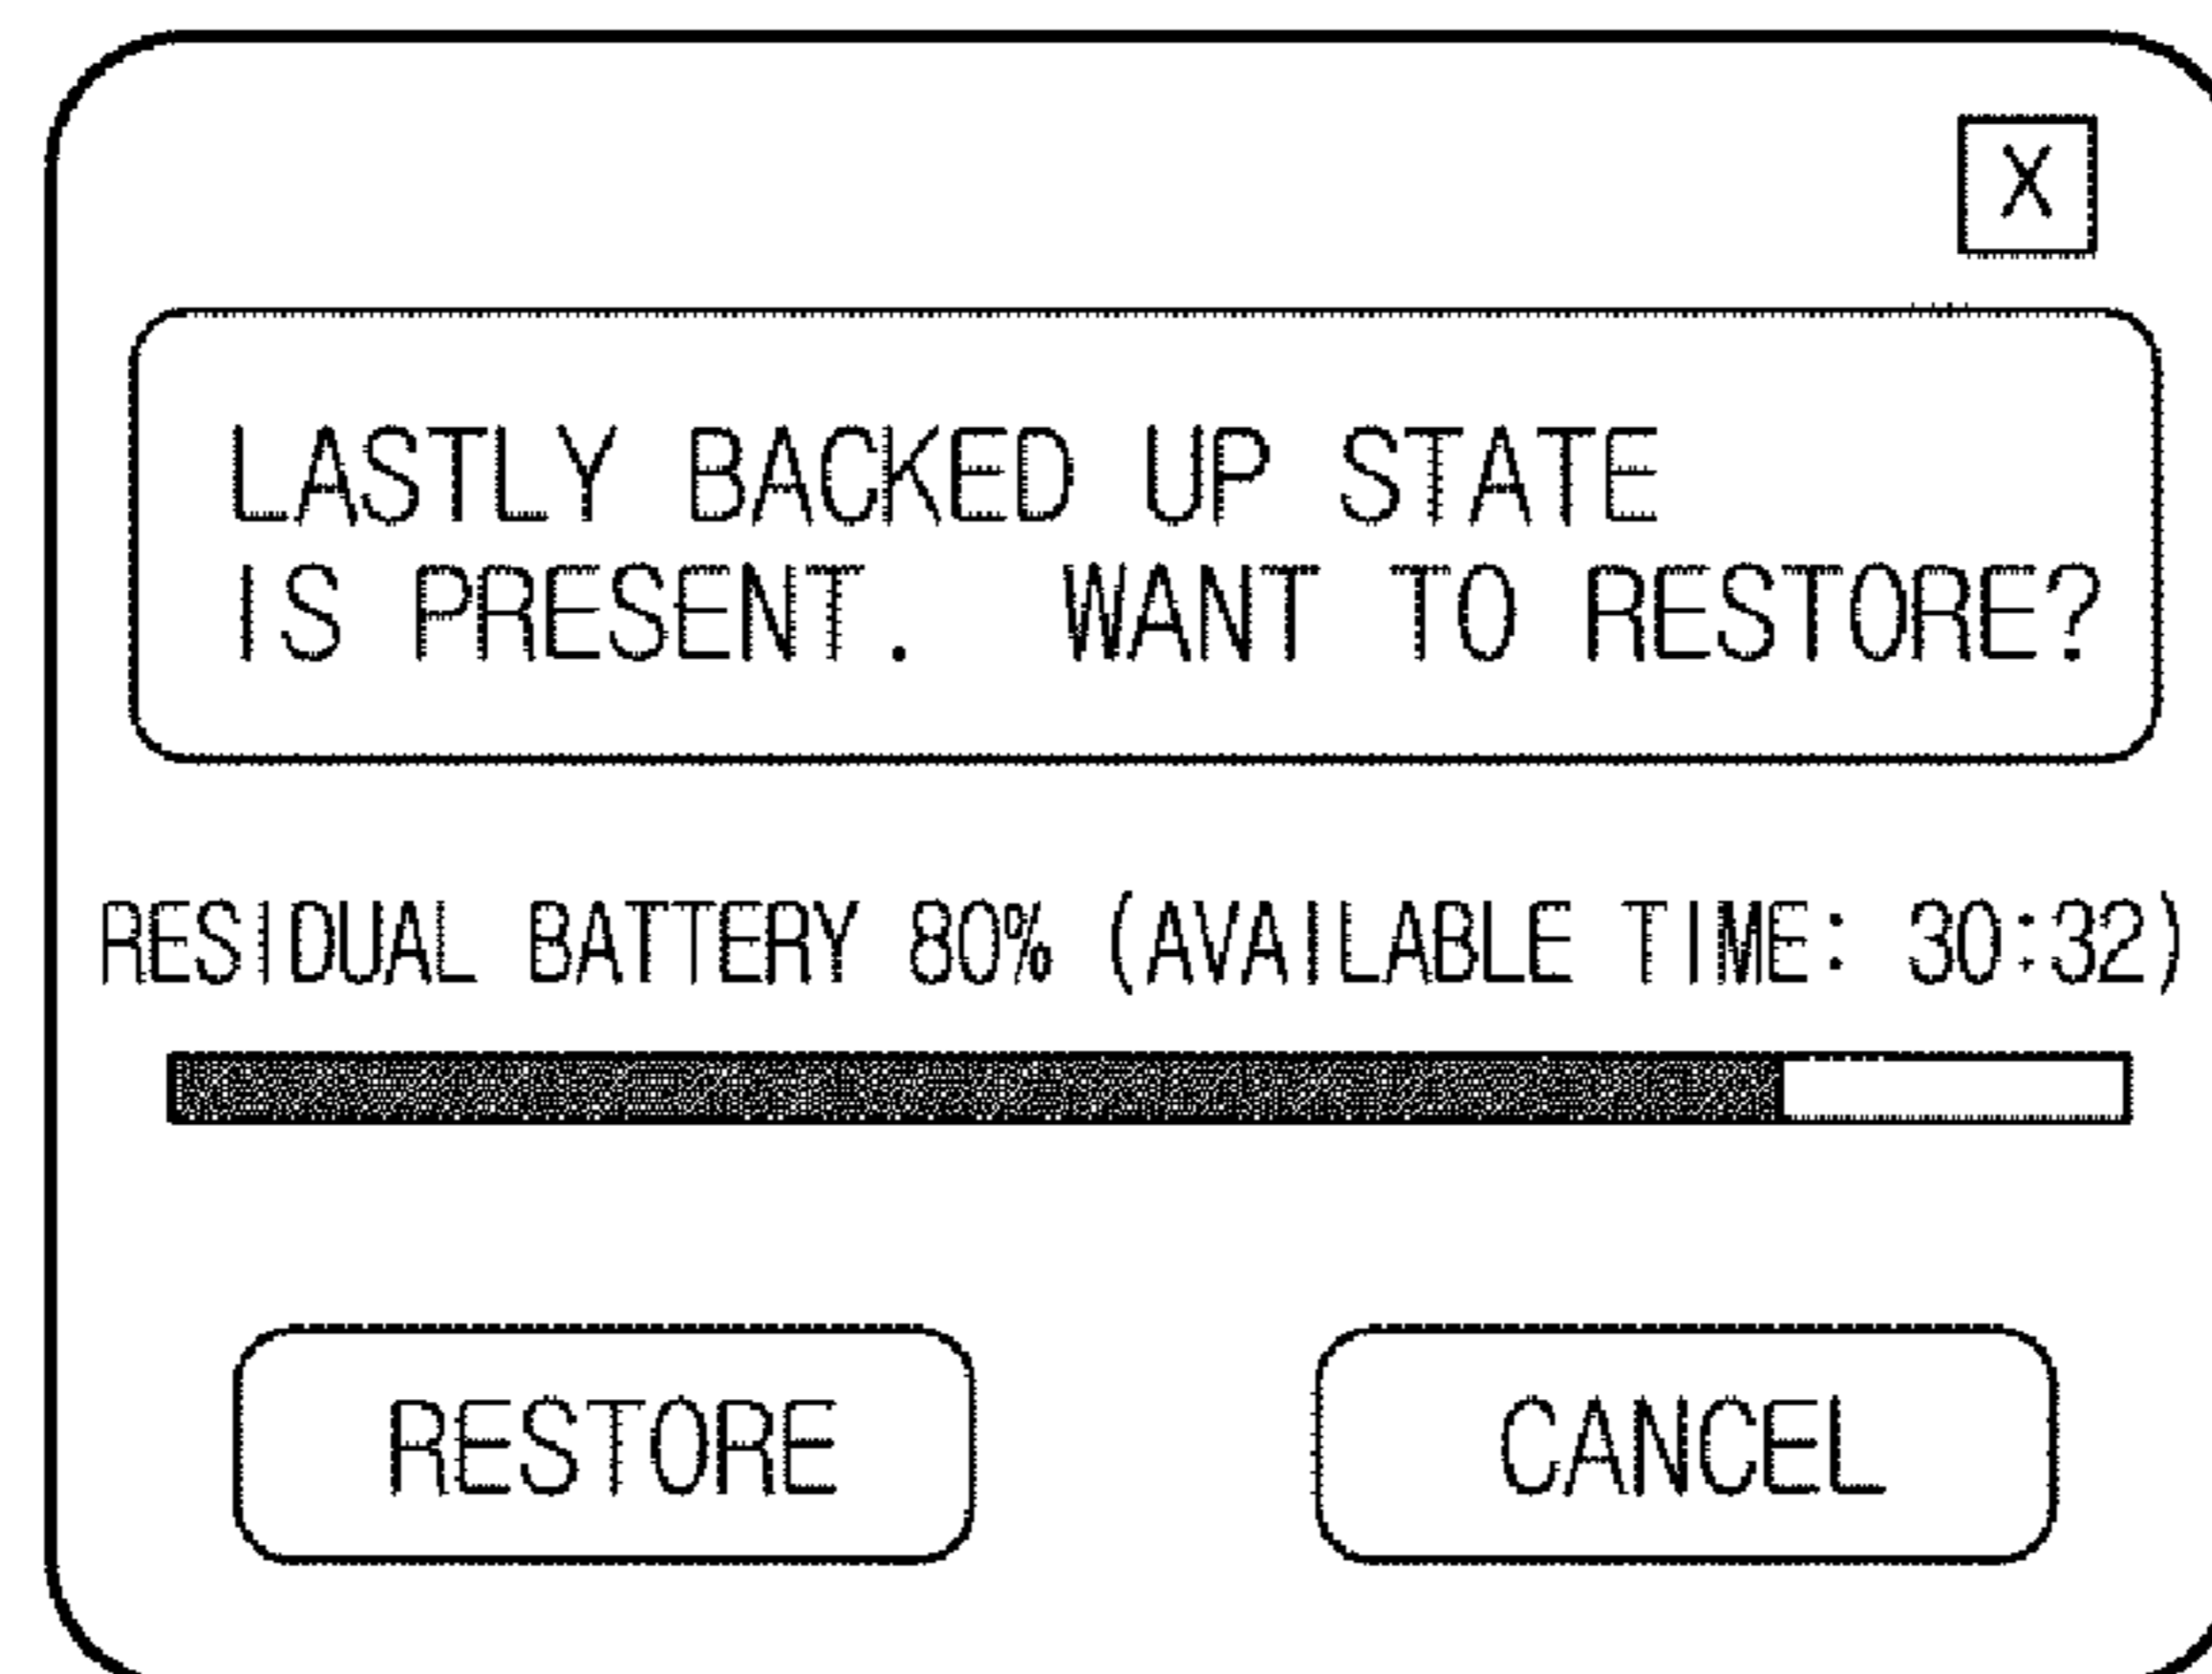 X
LASTLY BACKED UP STATE
IS PRESENT. WANT TO RESTORE?
RESIDUAL BATTERY 80% (AVAILABLE TIME: 30:32)
RESTORE
CANCEL